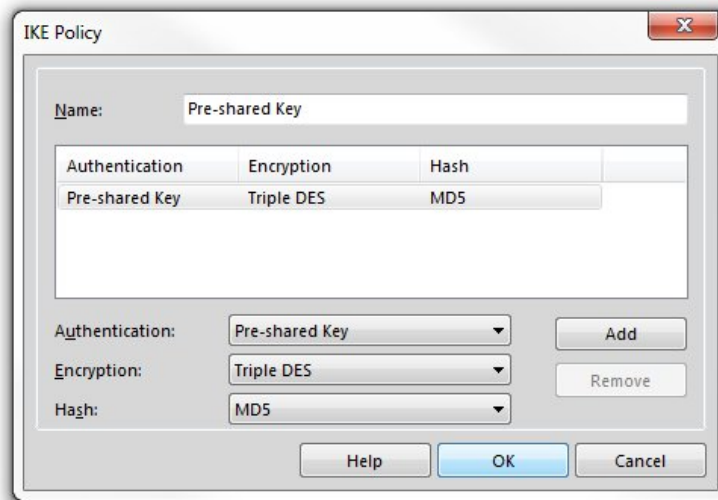 IKE Policy
Name: Pre-shared Key
Authentication Encryption Hash
Pre-shared Key Triple DES MD5
Authentication: Pre-shared Key Add
Encryption: Triple DES Remove
Hash: MD5
Help OK Cancel